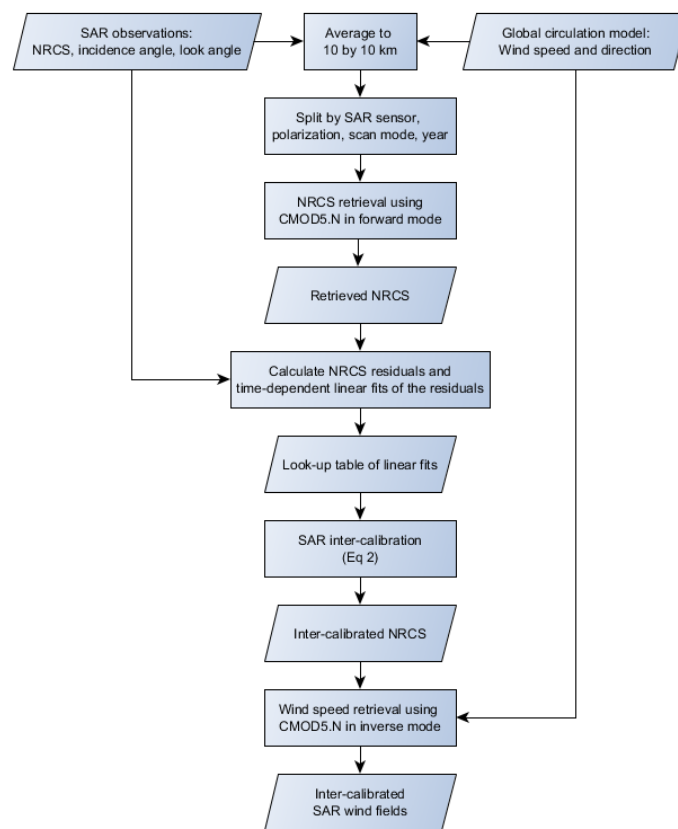 SAR observations:
NRCS, incidence angle, look angle
Average to
10 by 10 km
Global circulation model:
Wind speed and direction
Split by SAR sensor,
polarization, scan mode, year
NRCS retrieval using
CMOD5.N in forward mode
Retrieved NRCS
Calculate NRCS residuals and
time-dependent linear fits of the residuals
Look-up table of linear fits
SAR inter-calibration
(Eq 2)
Inter-calibrated NRCS
Wind speed retrieval using
CMOD5.N in inverse mode
Inter-calibrated
SAR wind fields